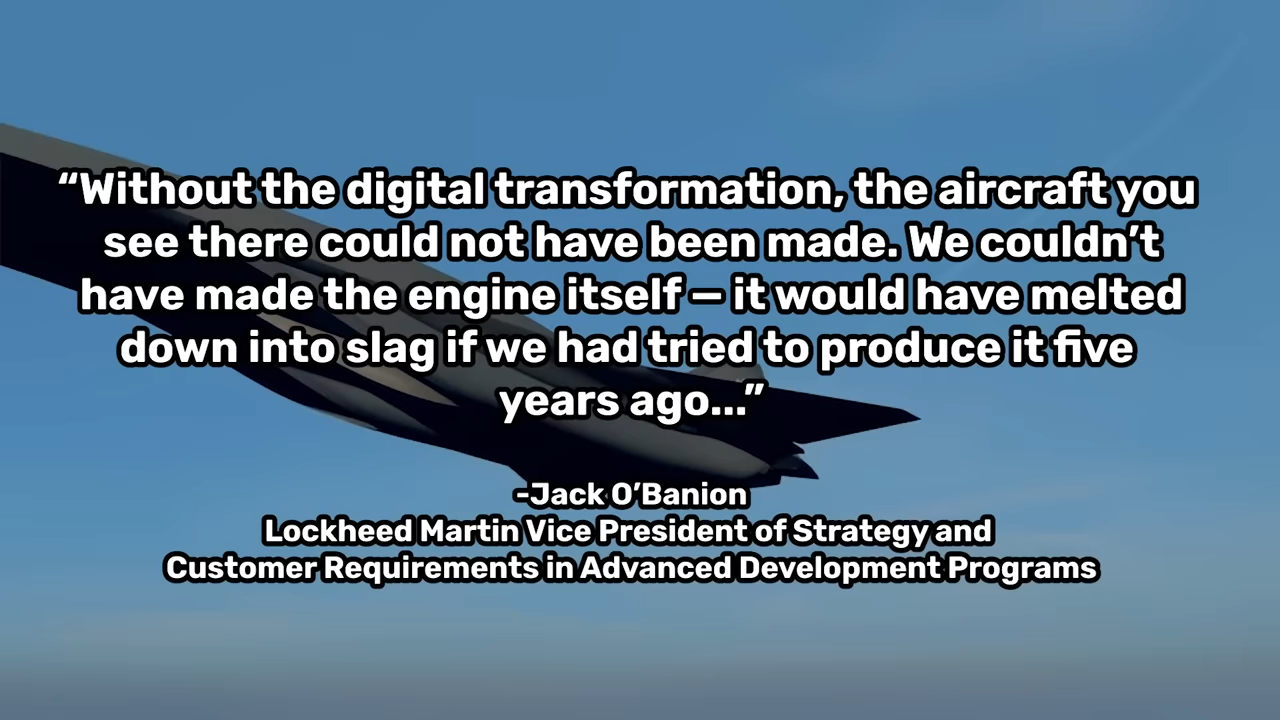 “Without the digital transformation, the aircraft you
see there could not have been made. We couldn’t
have made the engine itself – it would have melted
down into slag if we had tried to produce it five
years ago...”
-Jack O’Banion
Lockheed Martin Vice President of Strategy and
Customer Requirements in Advanced Development Programs